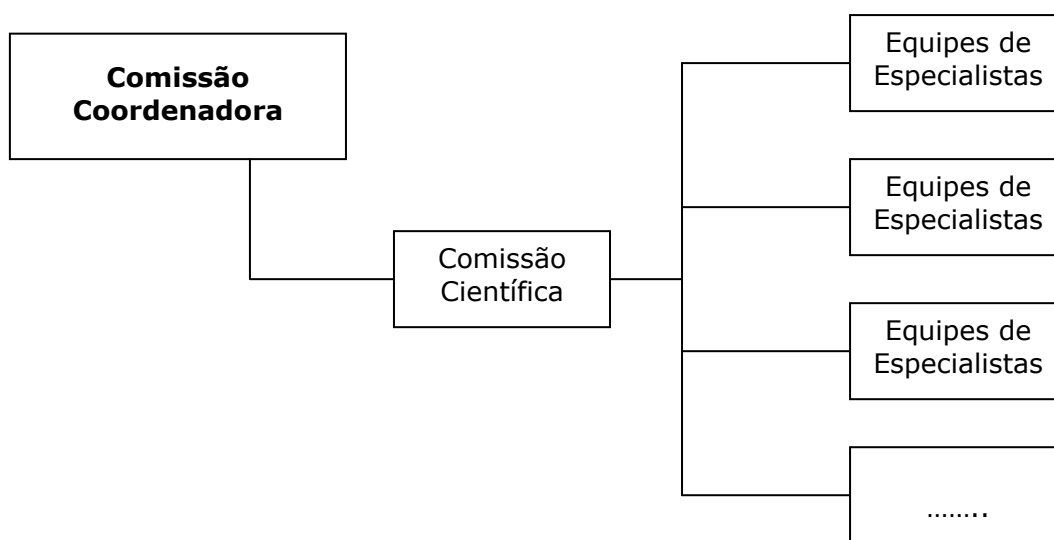 Comissão
Coordenadora
Comissão
Científica
Equipes de
Especialistas
Equipes de
Especialistas
Equipes de
Especialistas
........